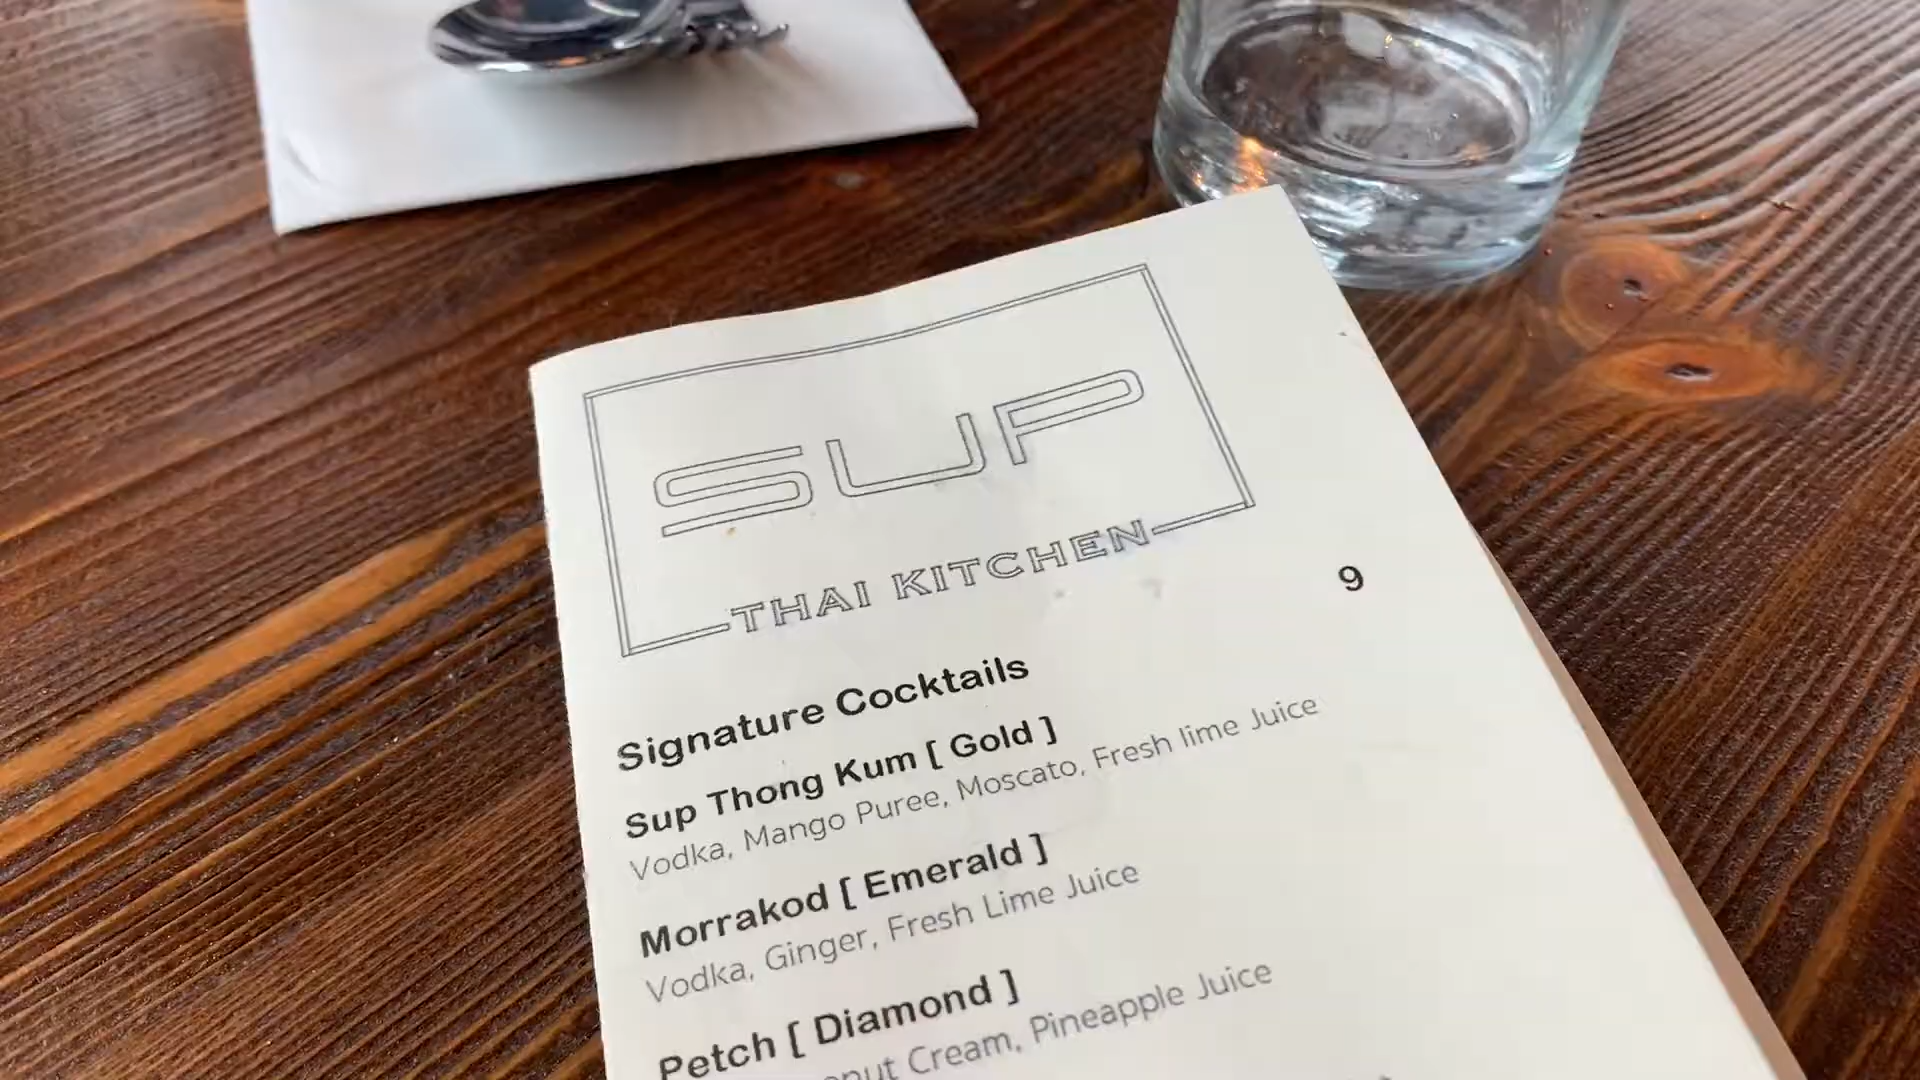 SUP
THAI KITCHEN
Signature Cocktails 9
Sup Thong Kum [ Gold ]
Vodka, Mango Puree, Moscato, Fresh lime Juice
Morrakod [ Emerald ]
Vodka, Ginger, Fresh Lime Juice
Petch [ Diamond ]
Cream, Pineapple Juice